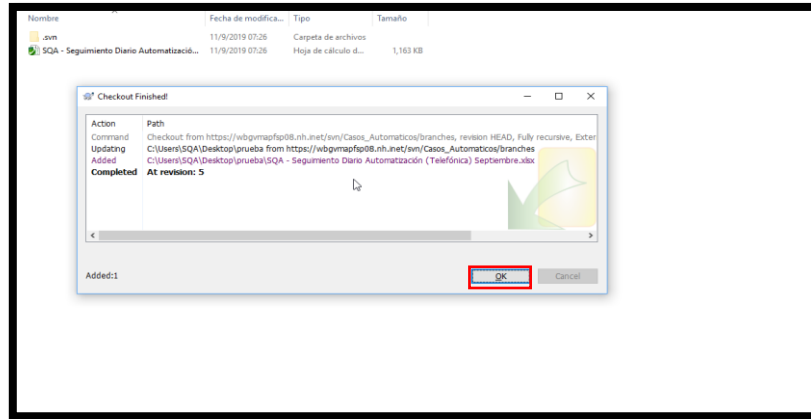 Nombre Fecha de modifica... Tipo Tamaño
.svn 11/9/2019 07:26 Carpeta de archivos
SQA - Seguimiento Diario Automatizació... 11/9/2019 07:26 Hoja de cálculo d... 1,163 KB
Checkout Finished!
Action Path
Command Checkout from https://wbgvmapfsp08.nh.inet/svn/Casos_Automaticos/branches, revision HEAD, Fully recursive, Exter
Updating C:\Users\SQA\Desktop\prueba from https://wbgvmapfsp08.nh.inet/svn/Casos_Automaticos/branches
Added C:\Users\SQA\Desktop\prueba\SQA - Seguimiento Diario Automatización (Telefónica) Septiembre.xlsx
Completed At revision: 5
Added:1 OK Cancel